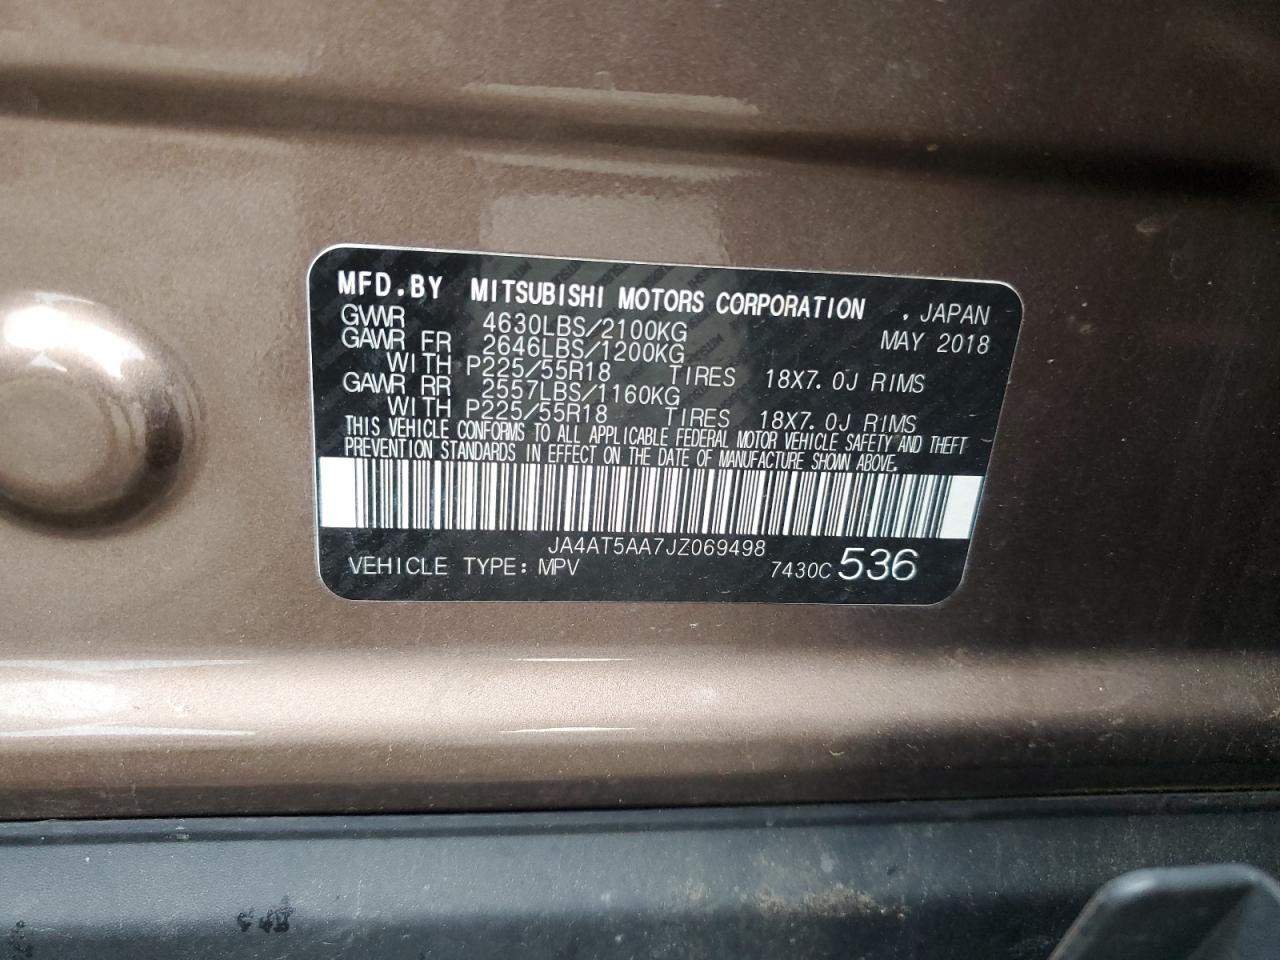 MFD.BY MITSUBISHI MOTORS CORPORATION , JAPAN
GWWR 4630LBS/2100KG MAY 2018
GAWR FR 2646LBS/1200KG
WITH P225/55R18 TIRES 18X7.0J RIMS
GAWR RR 2557LBS/1160KG
WITH P225/55R18 TIRES 18X7.0J RIMS
THIS VEHICLE CONFORMS TO ALL APPLICABLE FEDERAL MOTOR VEHICLE SAFETY AND THEFT
PREVENTION STANDARDS IN EFFECT ON THE DATE OF MANUFACTURE SHOWN ABOVE.
JA4AT5AA7JZ069498
VEHICLE TYPE: MPV 7430C 536